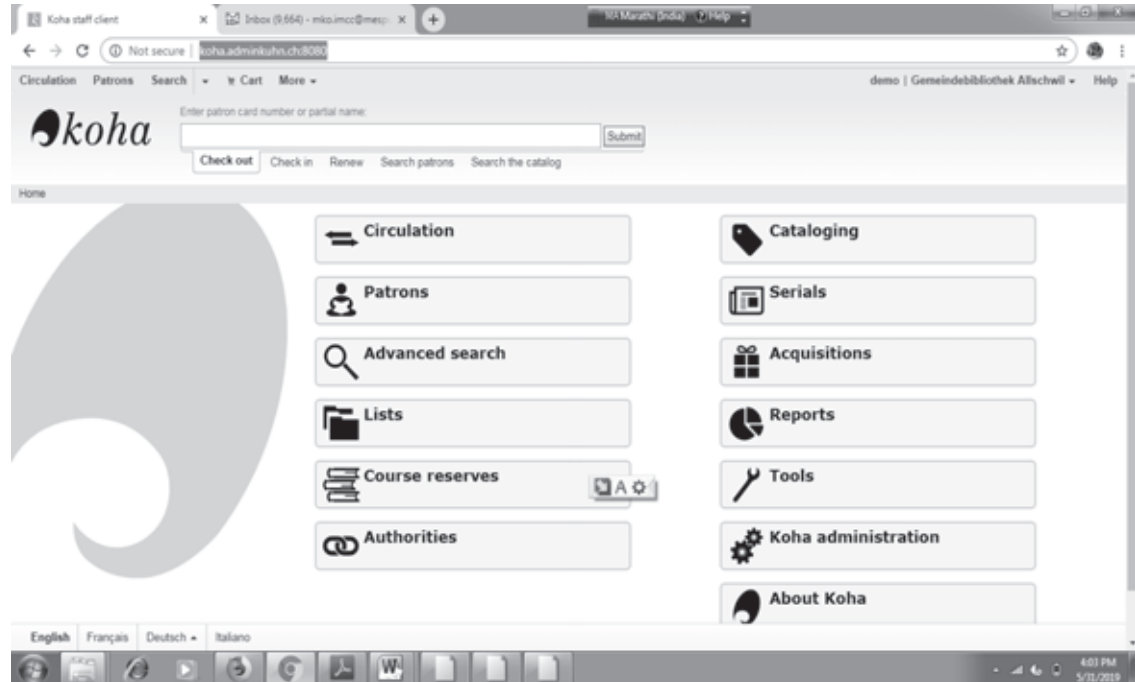 Koha staff client
Inbox (9,664) - mko.imcc@mesp
MA Marathi (India) Help
Not secure | koha.adminkuhn.ch:8080
Circulation Patrons Search Cart More
demo | Gemeindebibliothek Allschwil Help
koha
Enter patron card number or partial name:
Submit
Check out Check in Renew Search patrons Search the catalog
Home
Circulation
Cataloging
Patrons
Serials
Advanced search
Acquisitions
Lists
Reports
Course reserves
Tools
A
Authorities
Koha administration
About Koha
English Français Deutsch Italiano
W
4:03 PM
5/31/2019